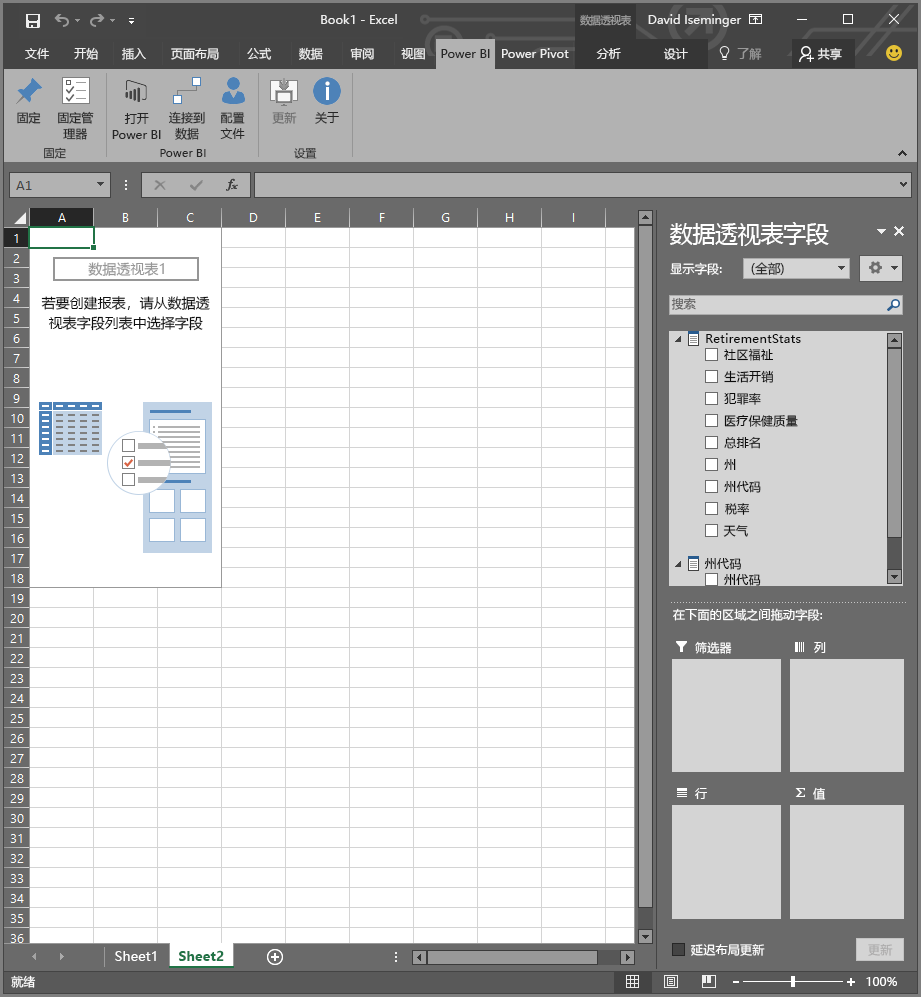 Book1 - Excel
数据透视表
David Iseminger
文件
开始
插入
页面布局
公式
数据
审阅
视图
Power BI
Power Pivot
分析
设计
了解
共享
固定
固定管
理器
打开
Power BI
连接到
数据
配置
文件
更新
关于
固定
Power BI
设置
A1
fx
A B C D E F G H I
1
2
3
4
5
6
7
8
9
10
11
12
13
14
15
16
17
18
19
20
21
22
23
24
25
26
27
28
29
30
31
32
33
34
35
36
数据透视表1
若要创建报表，请从数据透
视表字段列表中选择字段
数据透视表字段
显示字段:
(全部)
搜索
RetirementStats
社区福祉
生活开销
犯罪率
医疗保健质量
总排名
州
州代码
税率
天气
州代码
州代码
在下面的区域之间拖动字段:
筛选器
列
行
Σ 值
延迟布局更新
更新
Sheet1
Sheet2
就绪
100%